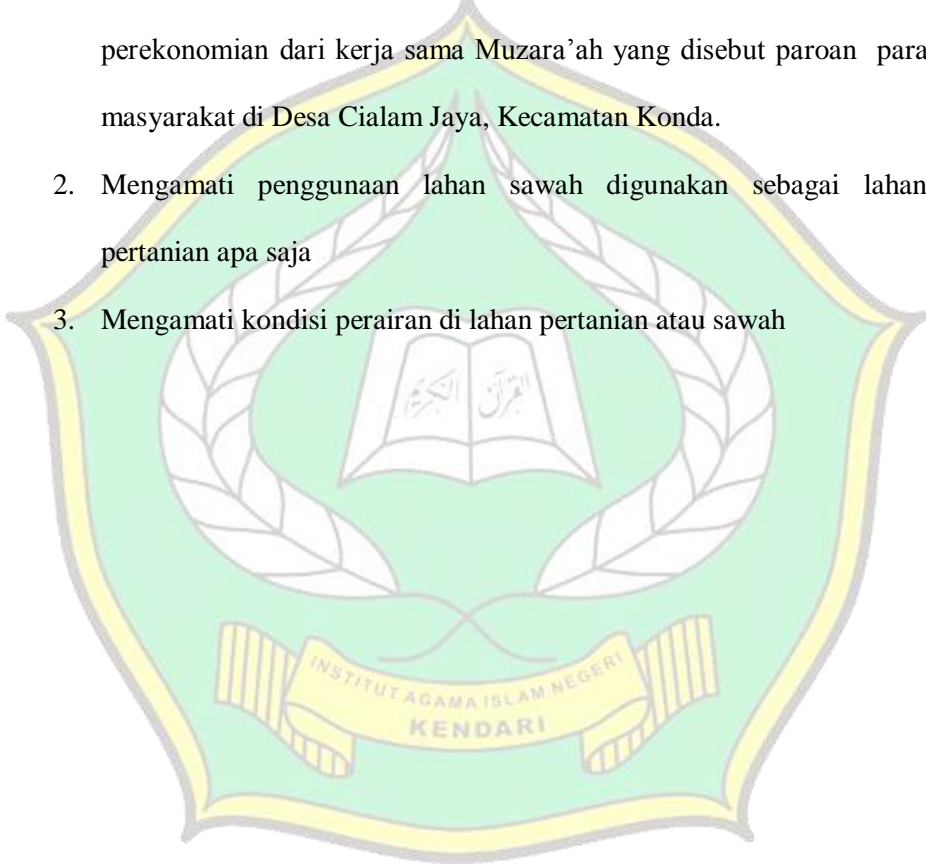 perekonomian dari kerja sama Muzara’ah yang disebut paroan para
masyarakat di Desa Cialam Jaya, Kecamatan Konda.
2. Mengamati penggunaan lahan sawah digunakan sebagai lahan
pertanian apa saja
3. Mengamati kondisi perairan di lahan pertanian atau sawah
القرآن الكريم
INSTITUT AGAMA ISLAM NEGERI
KENDARI